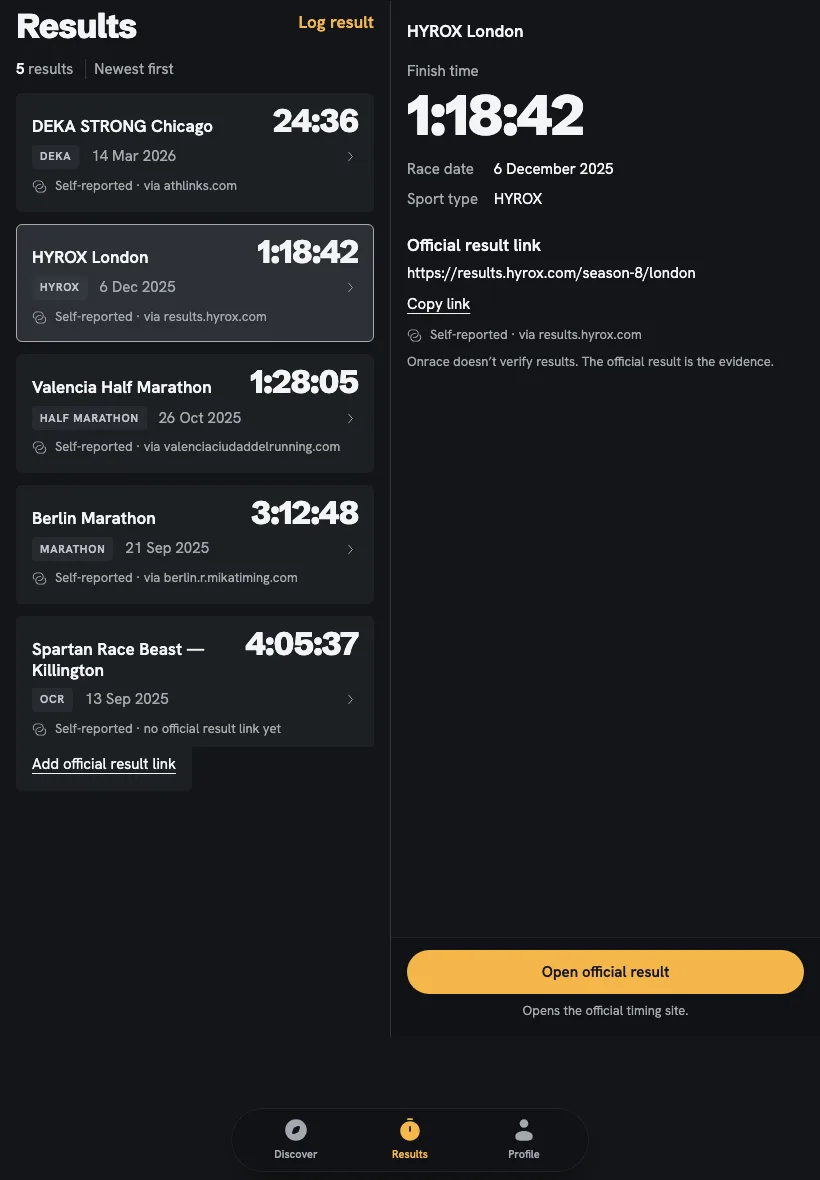 Results
Log result
5 results
Newest first
DEKA STRONG Chicago
24:36
DEKA
14 Mar 2026
Self-reported · via athlinks.com
HYROX London
1:18:42
HYROX
6 Dec 2025
Self-reported · via results.hyrox.com
Valencia Half Marathon
1:28:05
HALF MARATHON
26 Oct 2025
Self-reported · via valenciaciudaddelrunning.com
Berlin Marathon
3:12:48
MARATHON
21 Sep 2025
Self-reported · via berlin.r.mikatiming.com
Spartan Race Beast —
Killington
4:05:37
OCR
13 Sep 2025
Self-reported · no official result link yet
Add official result link
HYROX London
Finish time
1:18:42
Race date 6 December 2025
Sport type HYROX
Official result link
https://results.hyrox.com/season-8/london
Copy link
Self-reported · via results.hyrox.com
Onrace doesn’t verify results. The official result is the evidence.
Open official result
Opens the official timing site.
Discover
Results
Profile